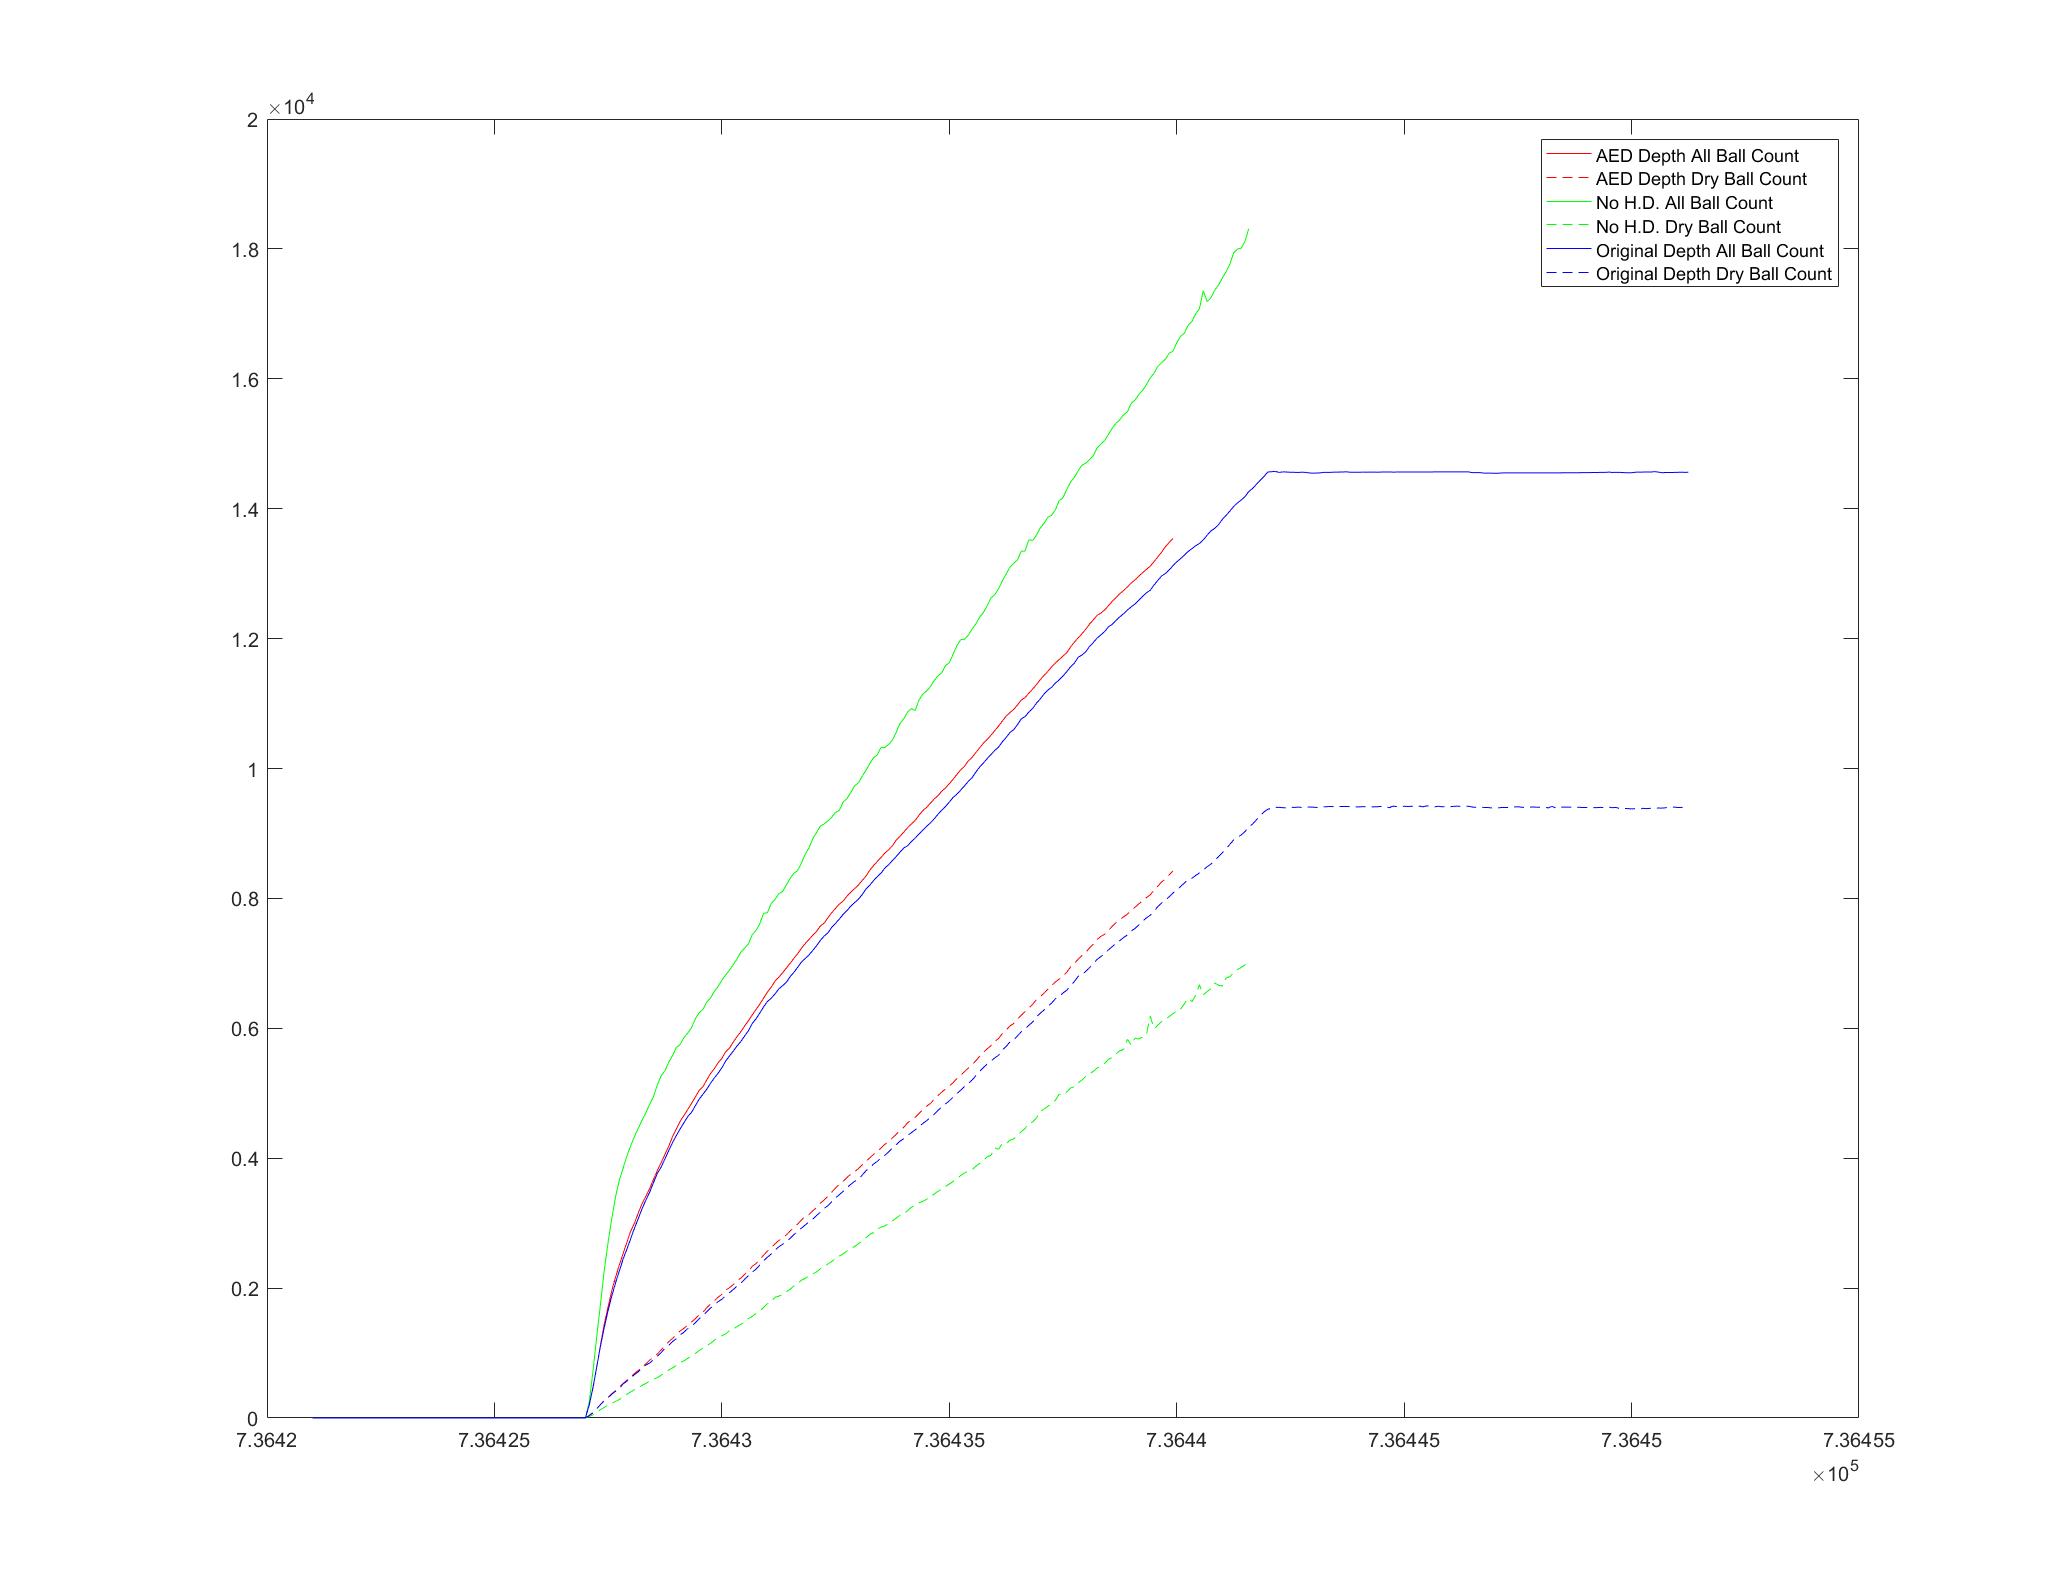 ×10^4
2
1.8
1.6
1.4
1.2
1
0.8
0.6
0.4
0.2
0
AED Depth All Ball Count
AED Depth Dry Ball Count
No H.D. All Ball Count
No H.D. Dry Ball Count
Original Depth All Ball Count
Original Depth Dry Ball Count
7.3642 7.36425 7.3643 7.36435 7.3644 7.36445 7.3645 7.36455
×10^5